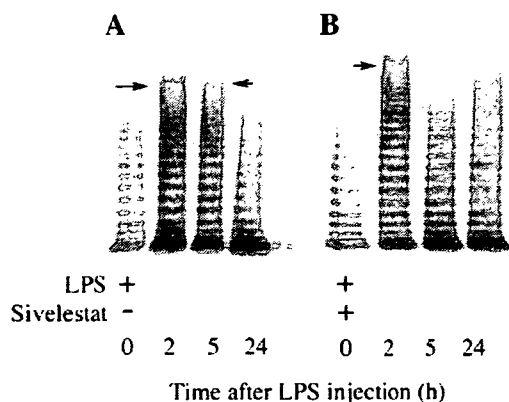 A B
LPS + +
Sivelestat - +
0 2 5 24 0 2 5 24
Time after LPS injection (h)